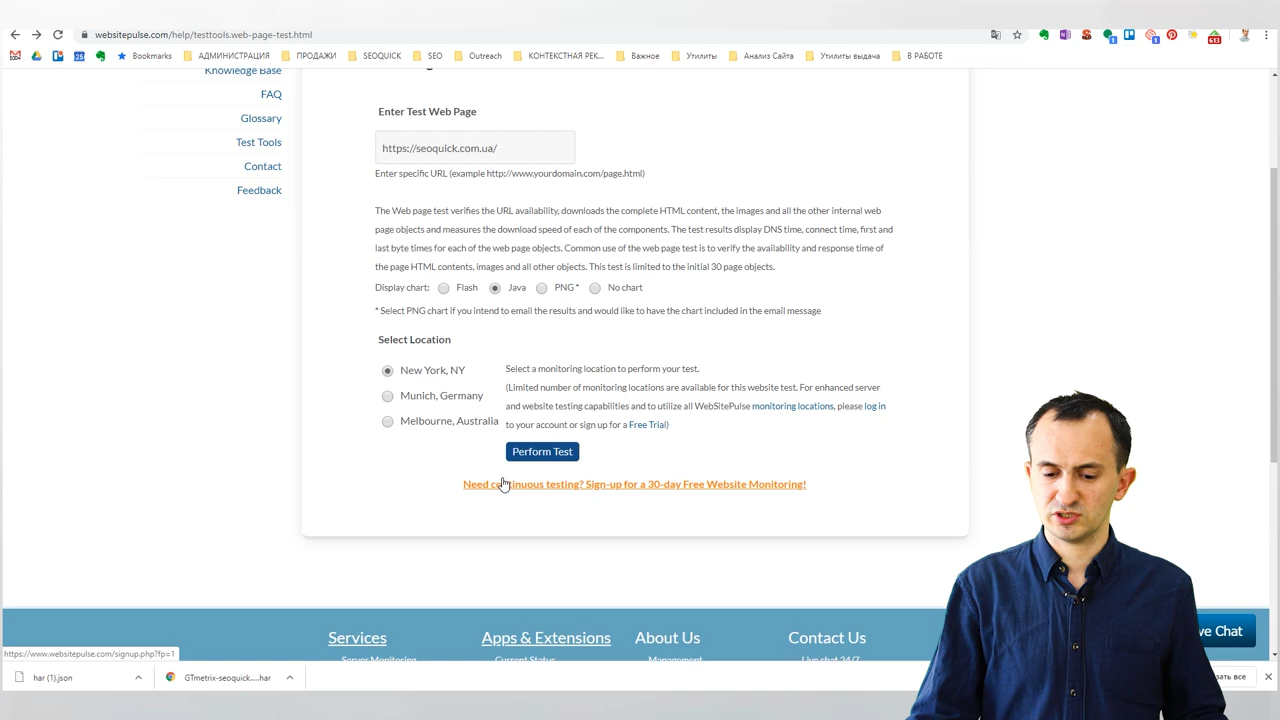 websitepulse.com/help/testtools.web-page-test.html
Bookmarks АДМИНИСТРАЦИЯ ПРОДАЖИ SEOQUICK SEO Outreach КОНТЕКСТНАЯ РЕК... Важное Утилиты Анализ Сайта Утилиты выдача В РАБОТЕ
Knowledge Base
FAQ
Glossary
Test Tools
Contact
Feedback
Enter Test Web Page
https://seoquick.com.ua/
Enter specific URL (example http://www.yourdomain.com/page.html)
The Web page test verifies the URL availability, downloads the complete HTML content, the images and all the other internal web
page objects and measures the download speed of each of the components. The test results display DNS time, connect time, first and
last byte times for each of the web page objects. Common use of the web page test is to verify the availability and response time of
the page HTML contents, images and all other objects. This test is limited to the initial 30 page objects.
Display chart: Flash Java PNG * No chart
* Select PNG chart if you intend to email the results and would like to have the chart included in the email message
Select Location
New York, NY
Munich, Germany
Melbourne, Australia
Select a monitoring location to perform your test.
(Limited number of monitoring locations are available for this website test. For enhanced server
and website testing capabilities and to utilize all WebSitePulse monitoring locations, please log in
to your account or sign up for a Free Trial)
Perform Test
Need continuous testing? Sign-up for a 30-day Free Website Monitoring!
Services Apps & Extensions About Us Contact Us
Server Monitoring Current Status Management Live chat 24/7
ve Chat
https://www.websitepulse.com/signup.php?fp=1
har (1).json GTmetrix-seoquick....har
зать все